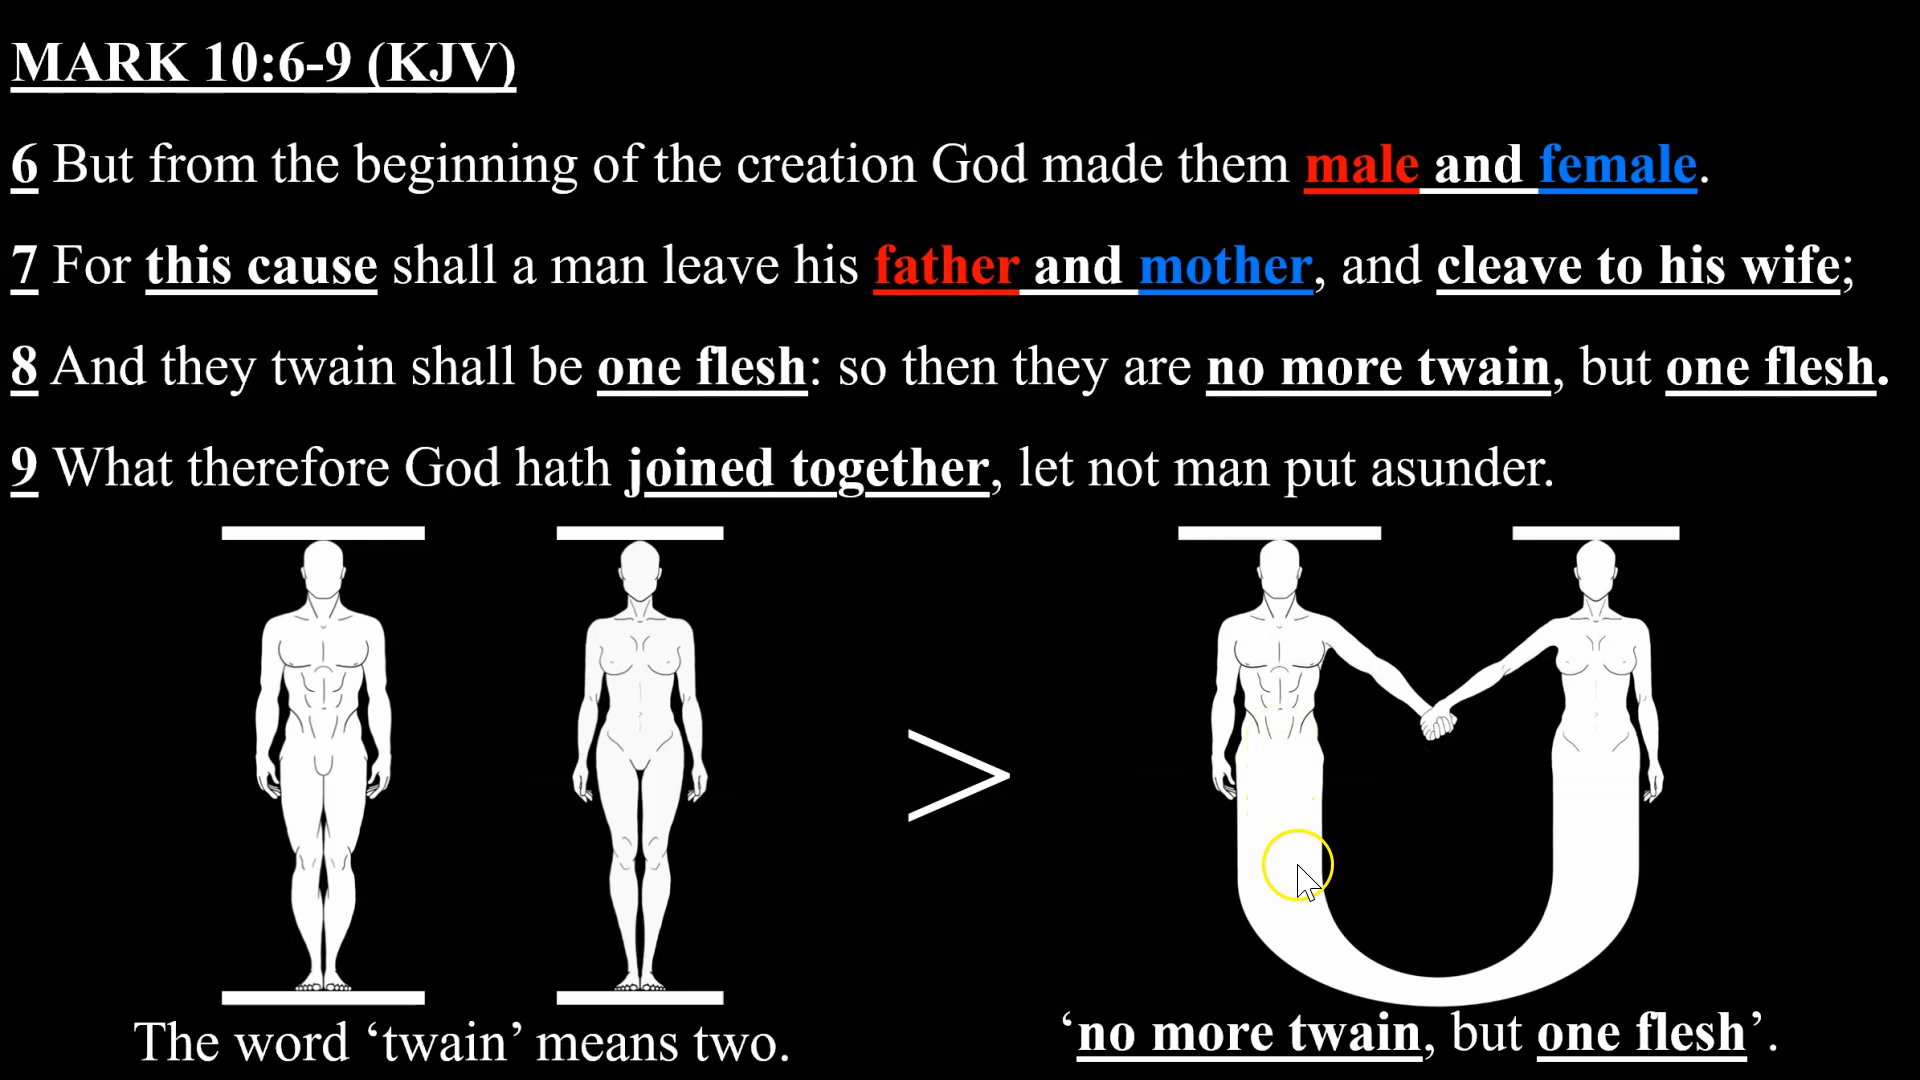 MARK 10:6-9 (KJV)
6 But from the beginning of the creation God made them male and female.
7 For this cause shall a man leave his father and mother, and cleave to his wife;
8 And they twain shall be one flesh: so then they are no more twain, but one flesh.
9 What therefore God hath joined together, let not man put asunder.
>
The word ‘twain’ means two.
‘no more twain, but one flesh’.